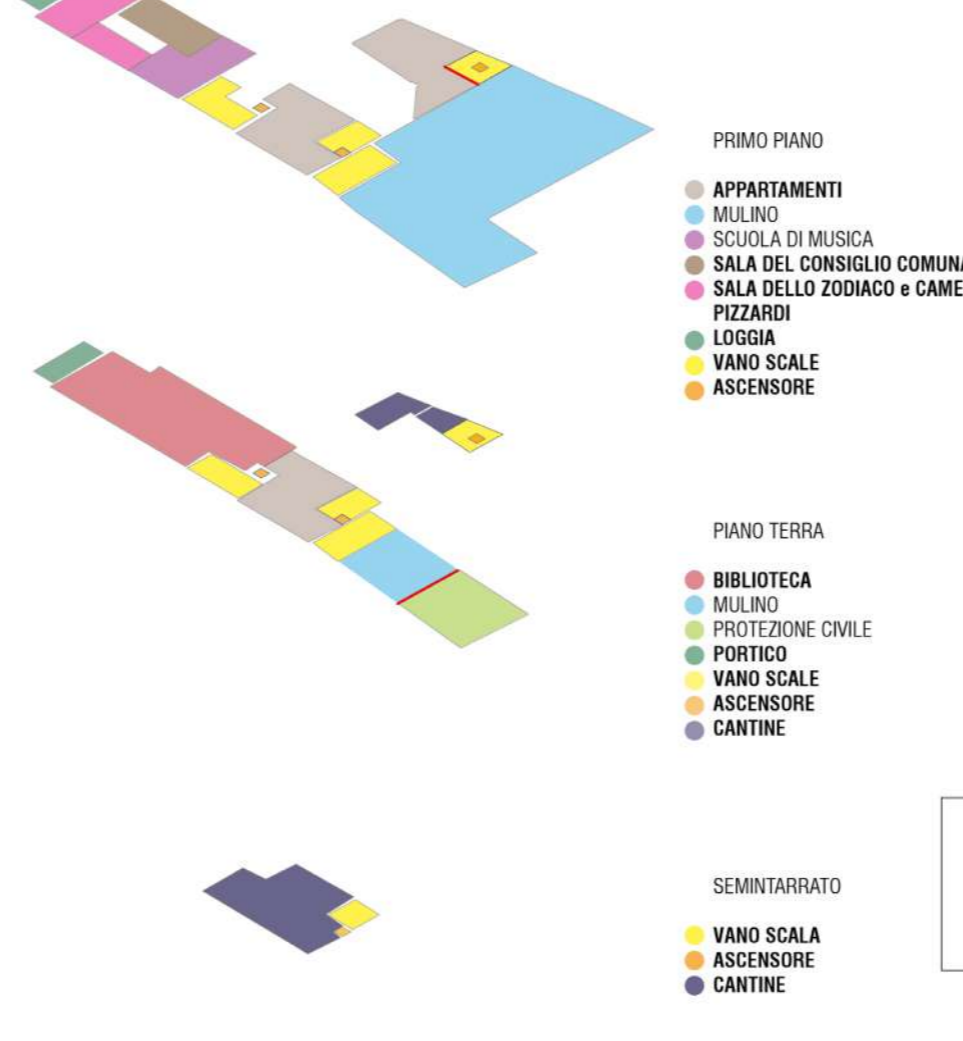 PRIMO PIANO
APPARTAMENTI
MULINO
SCUOLA DI MUSICA
SALA DEL CONSIGLIO COMUNA
SALA DELLO ZODIACO e CAME
PIZZARDI
LOGGIA
VANO SCALE
ASCENSORE
PIANO TERRA
BIBLIOTECA
MULINO
PROTEZIONE CIVILE
PORTICO
VANO SCALE
ASCENSORE
CANTINE
SEMINTARRATO
VANO SCALA
ASCENSORE
CANTINE